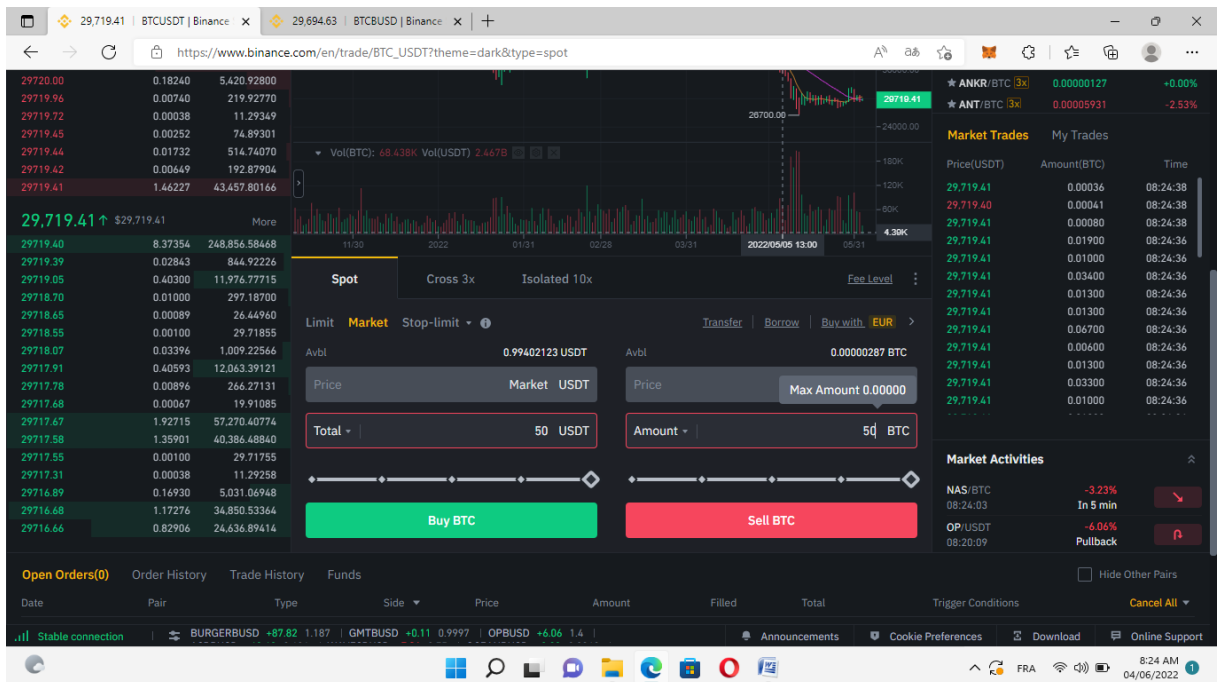 29,719.41 | BTCUSDT | Binance
29,694.63 | BTCBUSD | Binance
https://www.binance.com/en/trade/BTC_USDT?theme=dark&type=spot
29720.00 0.18240 5,420.92800
29719.96 0.00740 219.92770
29719.72 0.00038 11.29349
29719.45 0.00252 74.89301
29719.44 0.01732 514.74070
29719.42 0.00649 192.87904
29719.41 1.46227 43,457.80166
29,719.41↑ $29,719.41 More
29719.40 8.37354 248,856.58468
29719.39 0.02843 844.92226
29719.05 0.40300 11,976.77715
29718.70 0.01000 297.18700
29718.65 0.00089 26.44960
29718.55 0.00100 29.71855
29718.07 0.03396 1,009.22566
29717.91 0.40593 12,063.39121
29717.78 0.00896 266.27131
29717.68 0.00067 19.91085
29717.67 1.92715 57,270.40774
29717.58 1.35901 40,386.48840
29717.55 0.00100 29.71755
29717.31 0.00038 11.29258
29716.89 0.16930 5,031.06948
29716.68 1.17276 34,850.53364
29716.66 0.82906 24,636.89414
29719.41
26700.00
24000.00
Vol(BTC): 68.438K Vol(USDT) 2.467B
180K
120K
60K
4.39K
11/30 2022 01/31 02/28 03/31 2022/05/05 13:00 05/31
Spot Cross 3x Isolated 10x Fee Level
Limit Market Stop-limit Transfer | Borrow | Buy with EUR
Avbl 0.99402123 USDT Avbl 0.00000287 BTC
Price Market USDT Price
Max Amount 0.00000
Total 50 USDT Amount 50 BTC
Buy BTC Sell BTC
ANKR/BTC 3x 0.00000127 +0.00%
ANT/BTC 3x 0.00005931 -2.53%
Market Trades My Trades
Price(USDT) Amount(BTC) Time
29,719.41 0.00036 08:24:38
29,719.40 0.00041 08:24:38
29,719.41 0.00080 08:24:38
29,719.41 0.01900 08:24:36
29,719.41 0.01000 08:24:36
29,719.41 0.03400 08:24:36
29,719.41 0.01300 08:24:36
29,719.41 0.01300 08:24:36
29,719.41 0.06700 08:24:36
29,719.41 0.00600 08:24:36
29,719.41 0.01300 08:24:36
29,719.41 0.03300 08:24:36
29,719.41 0.01000 08:24:36
Market Activities
NAS/BTC -3.23%
08:24:03 In 5 min
OP/USDT -6.06%
08:20:09 Pullback
Open Orders(0) Order History Trade History Funds Hide Other Pairs
Date Pair Type Side Price Amount Filled Total Trigger Conditions Cancel All
Stable connection BURGERBUSD +87.82 1.187 | GMTBUSD +0.11 0.9997 | OPBUSD +6.06 1.4 | Announcements Cookie Preferences Download Online Support
FRA 8:24 AM
04/06/2022 1